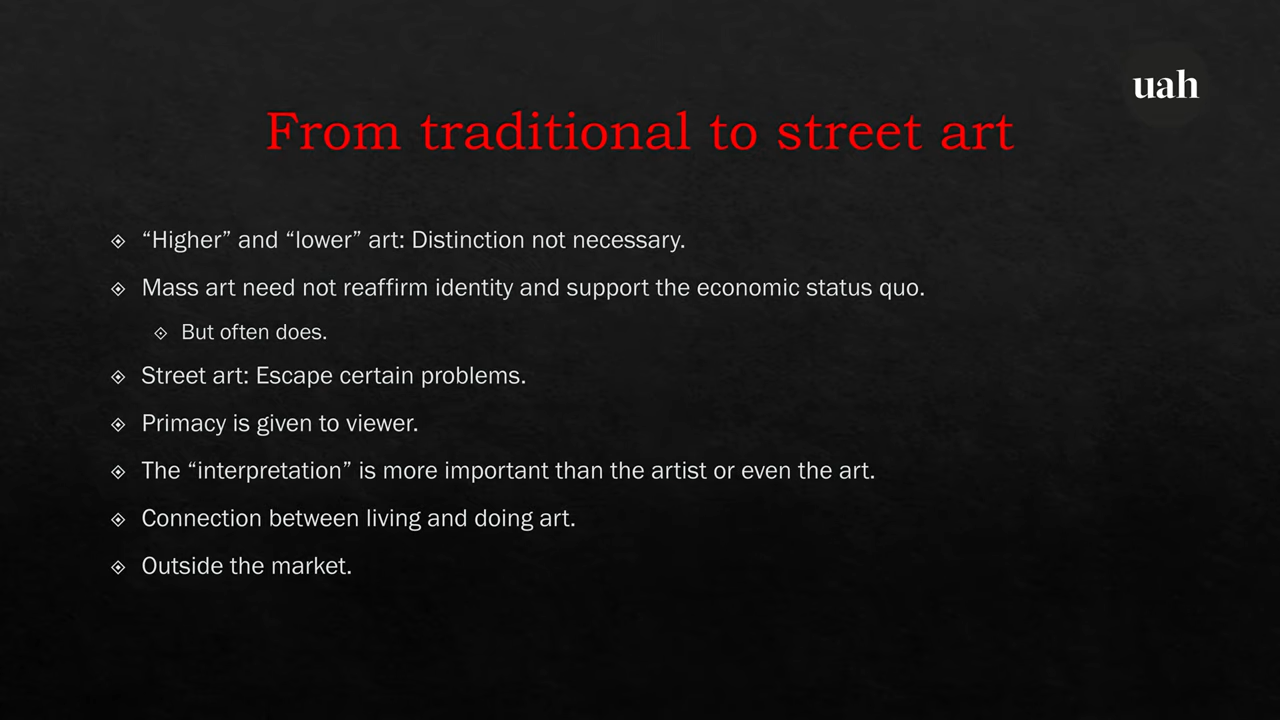 uah
From traditional to street art
“Higher” and “lower” art: Distinction not necessary.
Mass art need not reaffirm identity and support the economic status quo.
But often does.
Street art: Escape certain problems.
Primacy is given to viewer.
The “interpretation” is more important than the artist or even the art.
Connection between living and doing art.
Outside the market.